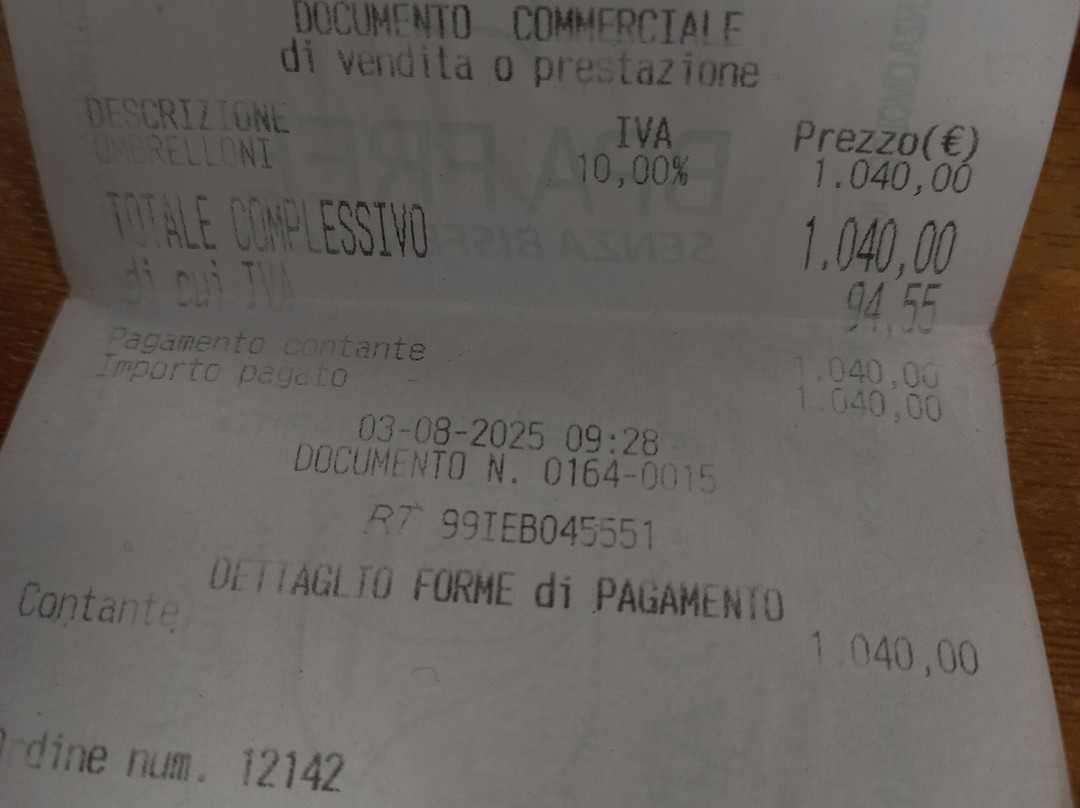 DOCUMENTO COMMERCIALE
di vendita o prestazione
DESCRIZIONE IVA Prezzo(€)
OMBRELLONI 10,00% 1.040,00
TOTALE COMPLESSIVO 1.040,00
di cui IVA 94,55
Pagamento contante 1.040,00
Importo pagato 1.040,00
03-08-2025 09:28
DOCUMENTO N. 0164-0015
RT 99IEB045551
DETTAGLIO FORME di PAGAMENTO
Contante 1.040,00
Ordine num. 12142